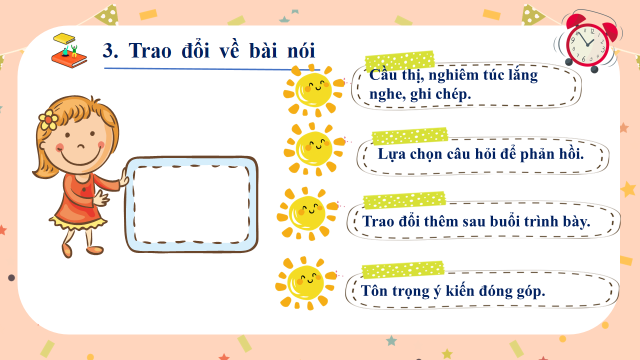 3. Trao đổi về bài nói
Cầu thị, nghiêm túc lắng
nghe, ghi chép.
Lựa chọn câu hỏi để phản hồi.
Trao đổi thêm sau buổi trình bày.
Tôn trọng ý kiến đóng góp.